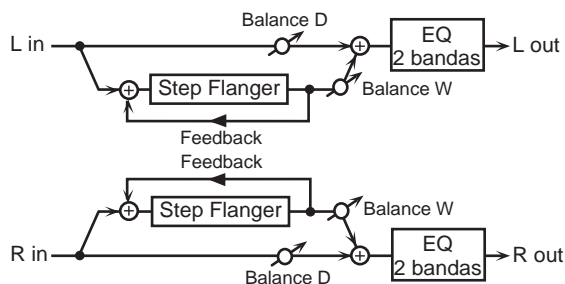 Balance D
L in
EQ
2 bandas
L out
Step Flanger
Balance W
Feedback
Feedback
Step Flanger
Balance W
R in
EQ
2 bandas
R out
Balance D